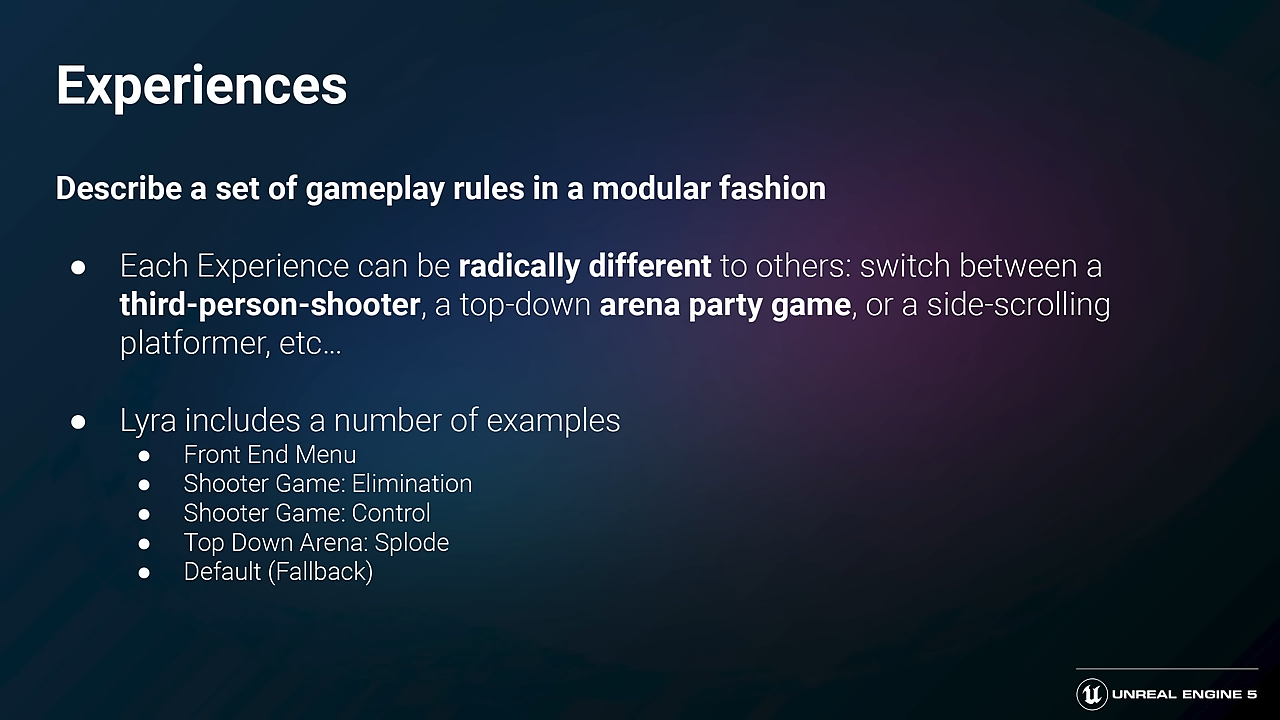 Experiences
Describe a set of gameplay rules in a modular fashion
● Each Experience can be radically different to others: switch between a
third-person-shooter, a top-down arena party game, or a side-scrolling
platformer, etc…
● Lyra includes a number of examples
● Front End Menu
● Shooter Game: Elimination
● Shooter Game: Control
● Top Down Arena: Splode
● Default (Fallback)
UNREAL ENGINE 5